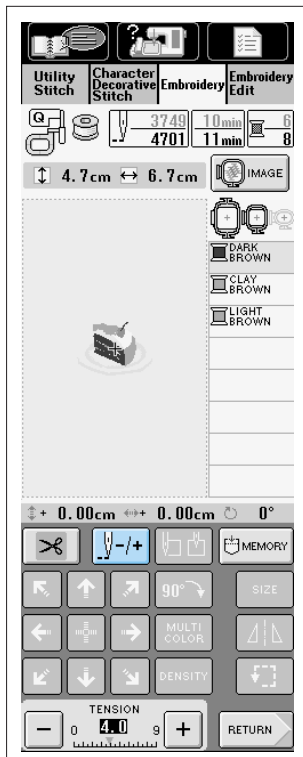 Utility Stitch
Character Decorative Stitch
Embroidery
Embroidery Edit
Q
3749 10min 6
4701 11min 8
4.7cm 6.7cm IMAGE
DARK BROWN
CLAY BROWN
LIGHT BROWN
+ 0.00cm + 0.00cm 0°
-/+ MEMORY
90° SIZE
MULTI COLOR
DENSITY
TENSION
- 0 4.0 9 + RETURN